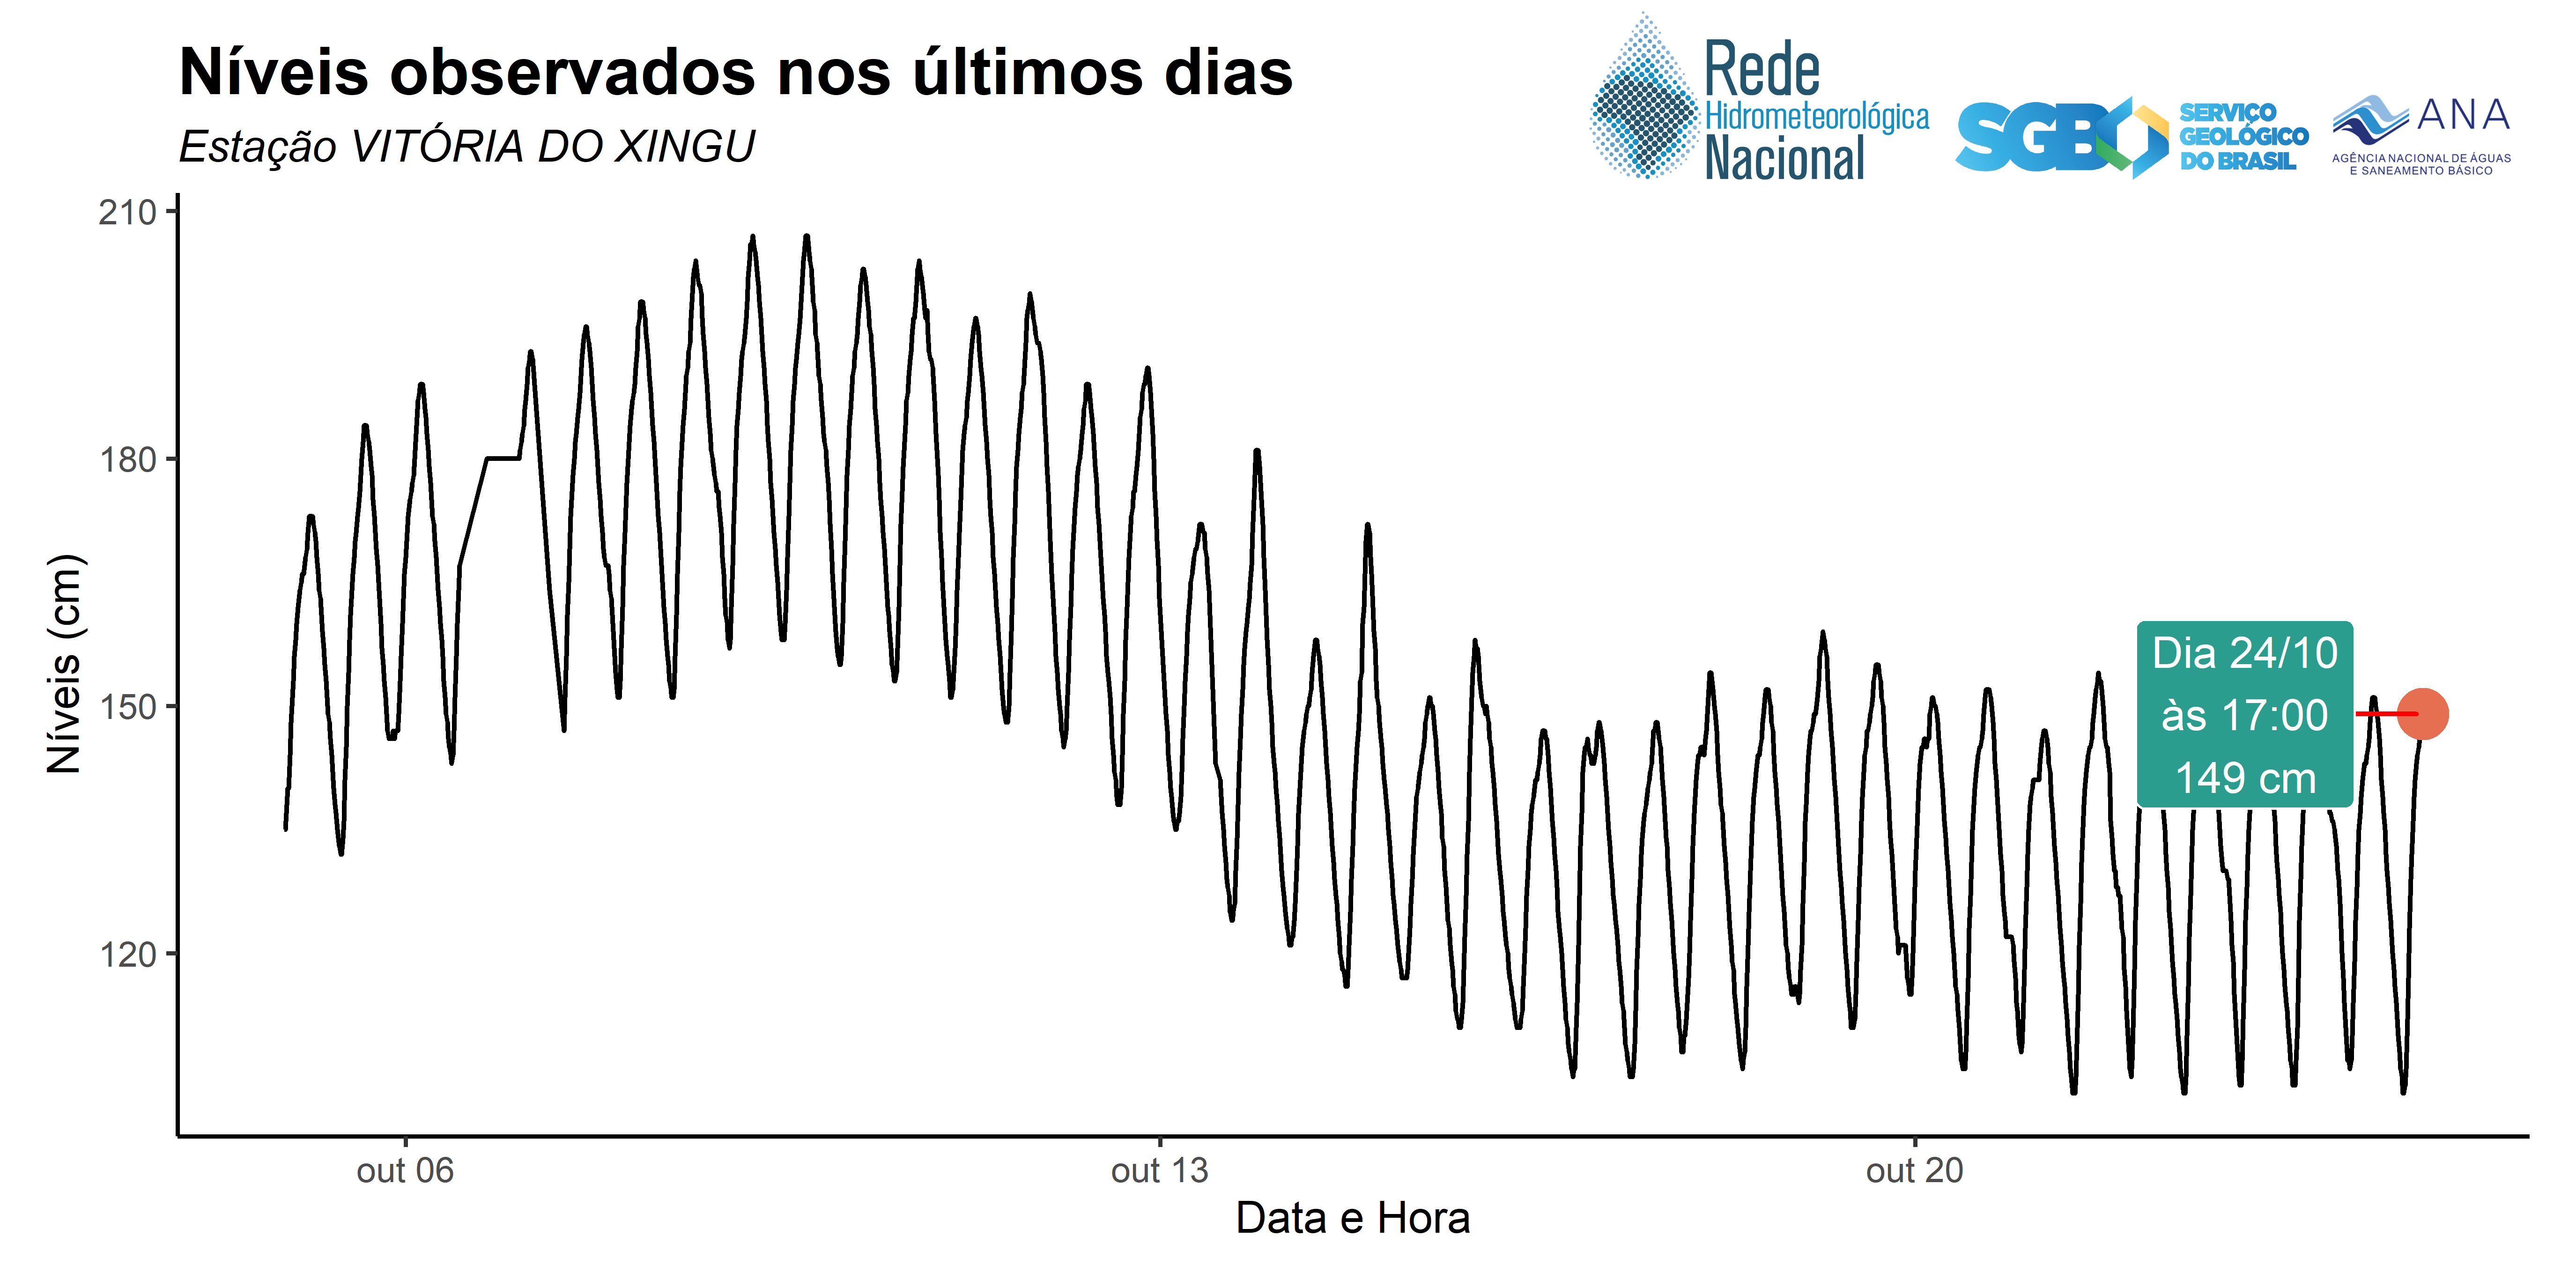 Níveis observados nos últimos dias
Estação VITÓRIA DO XINGU
Rede
Hidrometeorológica
Nacional
SGB
SERVIÇO
GEOLÓGICO
DO BRASIL
ANA
AGÊNCIA NACIONAL DE ÁGUAS
E SANEAMENTO BÁSICO
Níveis (cm)
210
180
150
120
Dia 24/10
às 17:00
149 cm
out 06
out 13
out 20
Data e Hora